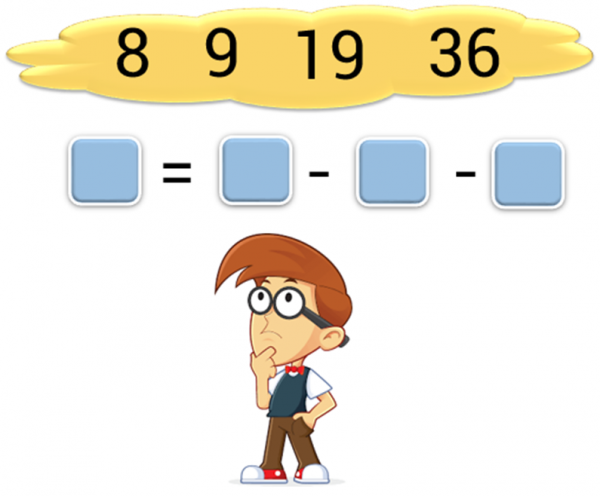 8 9 19 36
= - -